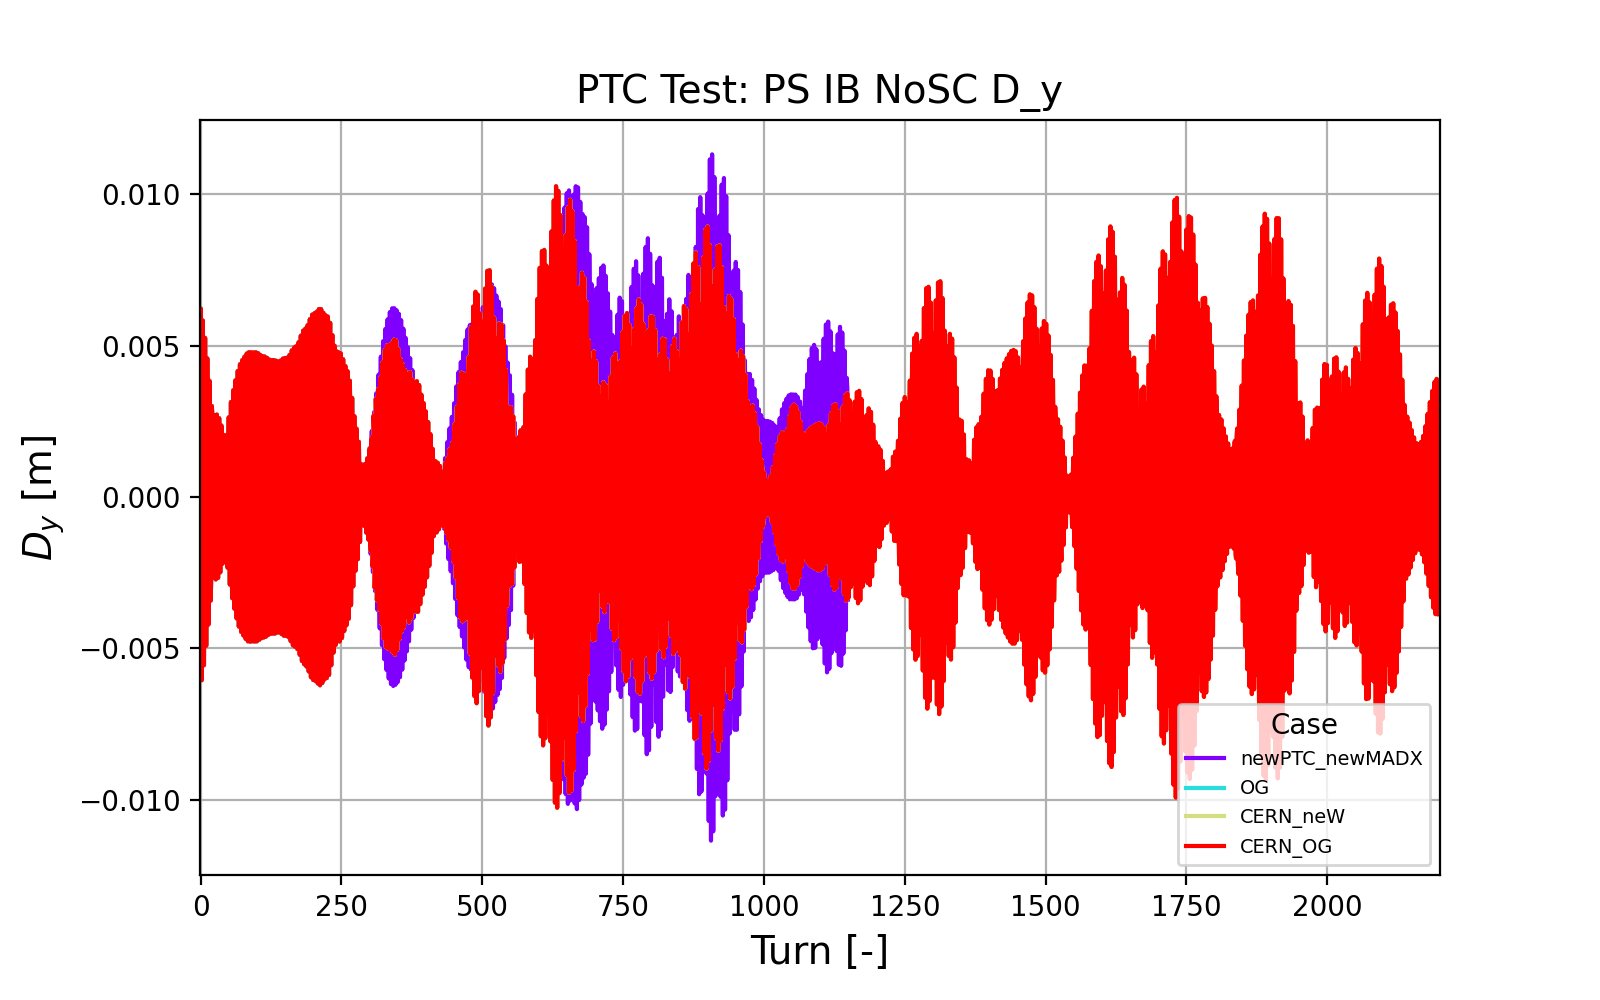 PTC Test: PS IB NoSC D_y
0.010
0.005
0.000
−0.005
−0.010
D_y [m]
0
250
500
750
1000
1250
1500
1750
2000
Turn [-]
Case
newPTC_newMADX
OG
CERN_neW
CERN_OG